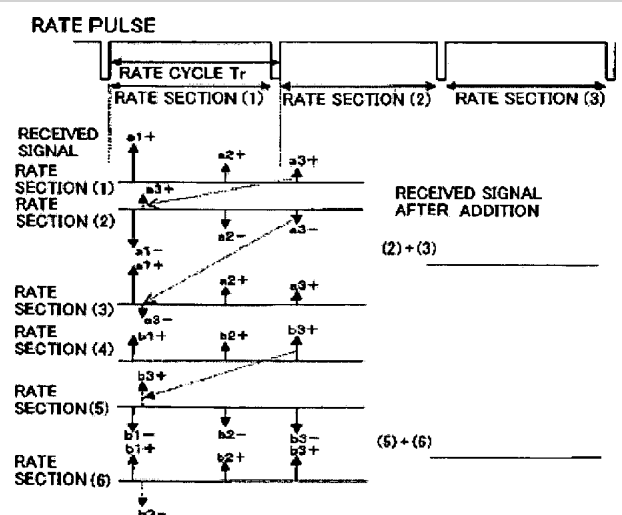 RATE PULSE
RATE CYCLE Tr
RATE SECTION (1)
RATE SECTION (2)
RATE SECTION (3)
RECEIVED
SIGNAL
a1+
a2+
a3+
RATE
SECTION (1)
RECEIVED SIGNAL
AFTER ADDITION
a3+
RATE
SECTION (2)
a2-
a3-
a1-
a1+
(2)+(3)
a2+
a3+
RATE
SECTION (3)
a3-
RATE
SECTION (4)
b1+
b2+
b3+
b3+
RATE
SECTION(5)
b1-
b2-
b3-
b1+
b2+
b3+
(5)+(6)
RATE
SECTION (6)
b3-